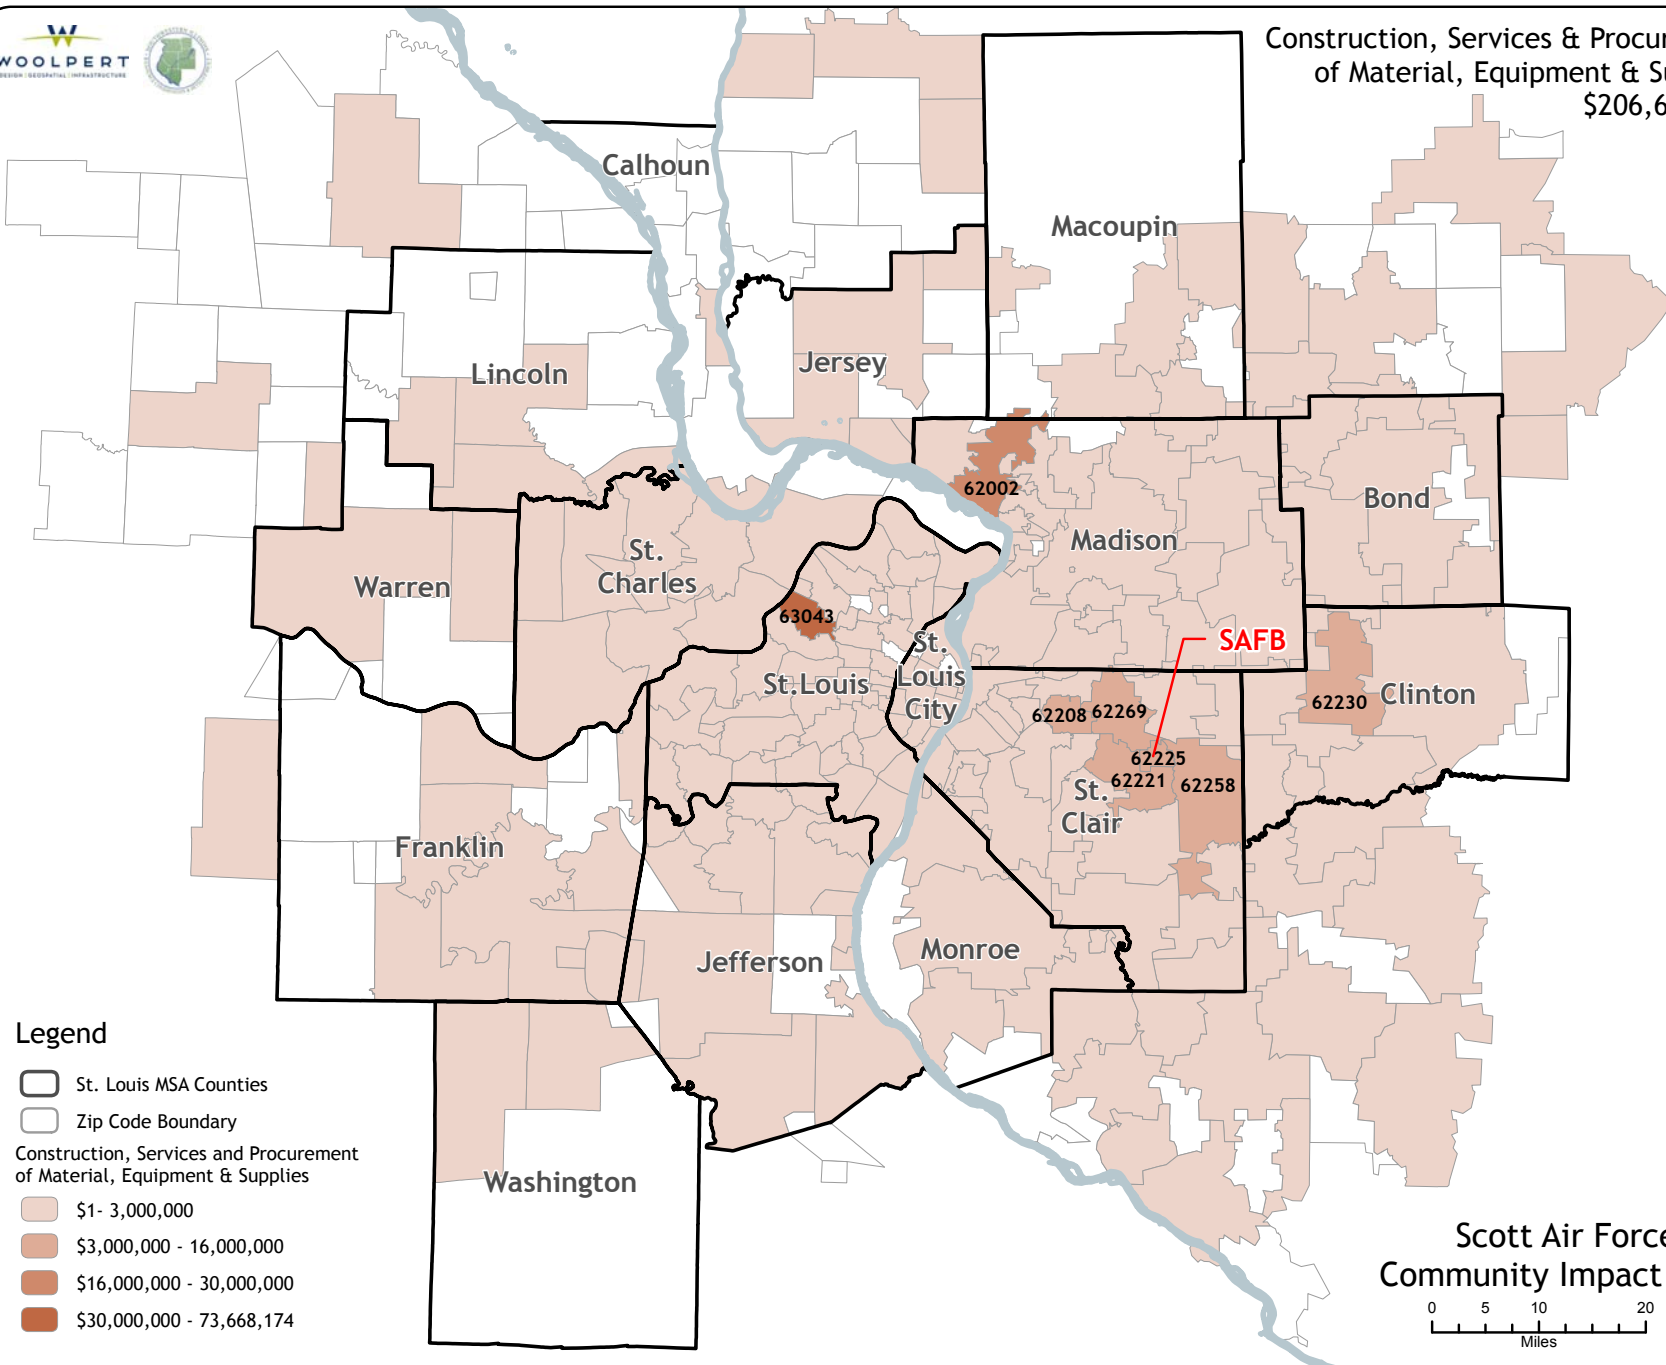 WOOLPERT
DESIGN | GEOSPATIAL | INFRASTRUCTURE
Construction, Services & Procur
of Material, Equipment & Su
$206,6
Calhoun
Macoupin
Lincoln
Jersey
62002
Bond
Madison
St.
Charles
Warren
63043
SAFB
St.
Louis
City
St.Louis
Clinton
62230
62208
62269
62225
62221
62258
St.
Clair
Franklin
Monroe
Jefferson
Washington
Legend
St. Louis MSA Counties
Zip Code Boundary
Construction, Services and Procurement
of Material, Equipment & Supplies
$1- 3,000,000
$3,000,000 - 16,000,000
$16,000,000 - 30,000,000
$30,000,000 - 73,668,174
Scott Air Force
Community Impact
0 5 10 20
Miles